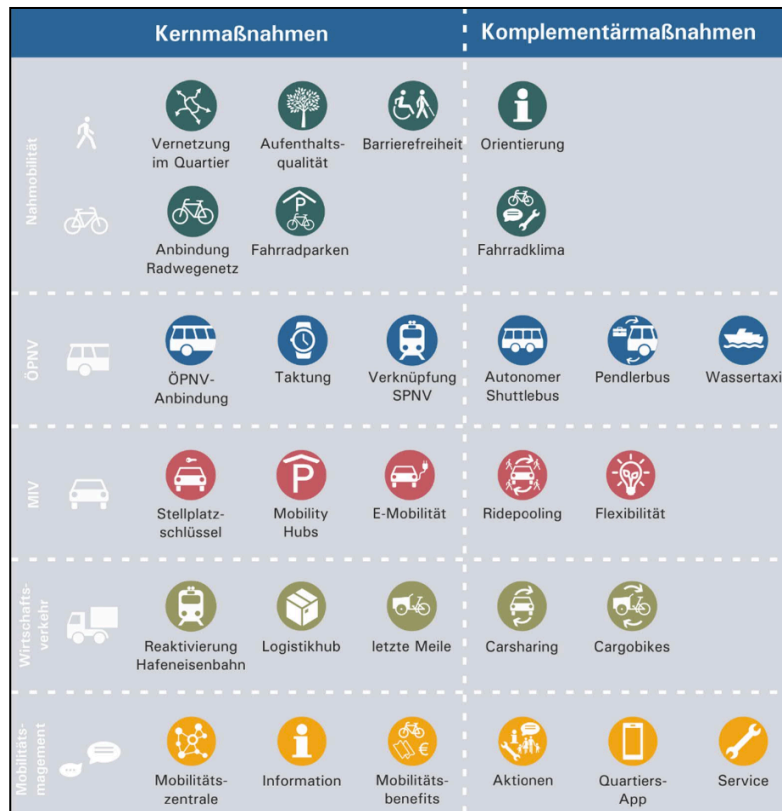 Kernmaßnahmen
Komplementärmaßnahmen
Nahmobilität
Vernetzung
im Quartier
Aufenthalts-
qualität
Barrierefreiheit
Orientierung
Anbindung
Radwegenetz
P
Fahrradparken
Fahrradklima
ÖPNV
ÖPNV-
Anbindung
Taktung
Verknüpfung
SPNV
Autonomer
Shuttlebus
Pendlerbus
Wassertaxi
MIV
Stellplatz-
schlüssel
P
Mobility
Hubs
E-Mobilität
Ridepooling
Flexibilität
Wirtschafts-
verkehr
Reaktivierung
Hafeneisenbahn
Logistikhub
letzte Meile
Carsharing
Cargobikes
Mobilitäts-
magement
Mobilitäts-
zentrale
Information
€
Mobilitäts-
benefits
Aktionen
Quartiers-
App
Service